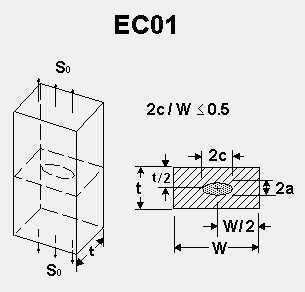 EC01
S₀
2c / W ≤ 0.5
2c
t
t/2
2a
W/2
W
S₀
t